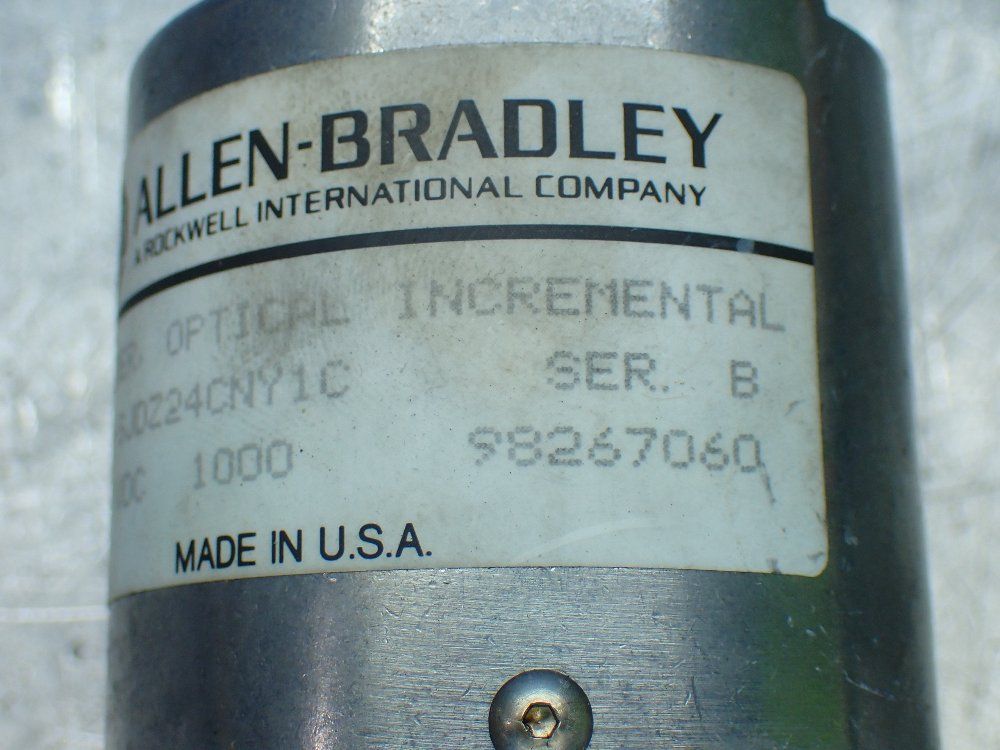 ALLEN-BRADLEY
A ROCKWELL INTERNATIONAL COMPANY
OPTICAL INCREMENTAL
SER. B
1000 98267060
MADE IN U.S.A.